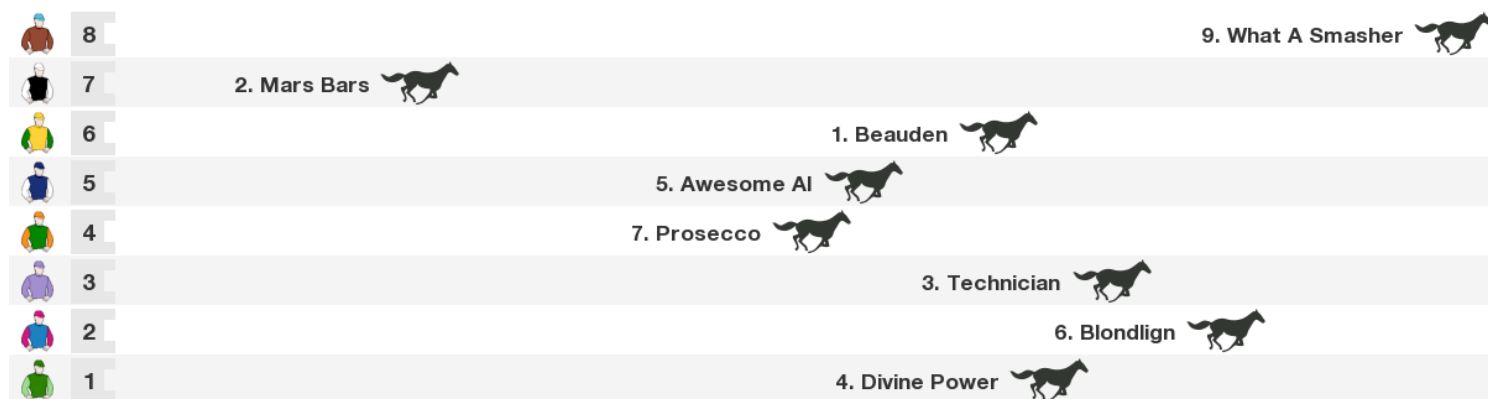 8 9. What A Smasher
7 2. Mars Bars
6 1. Beauden
5 5. Awesome Al
4 7. Prosecco
3 3. Technician
2 6. Blondlign
1 4. Divine Power